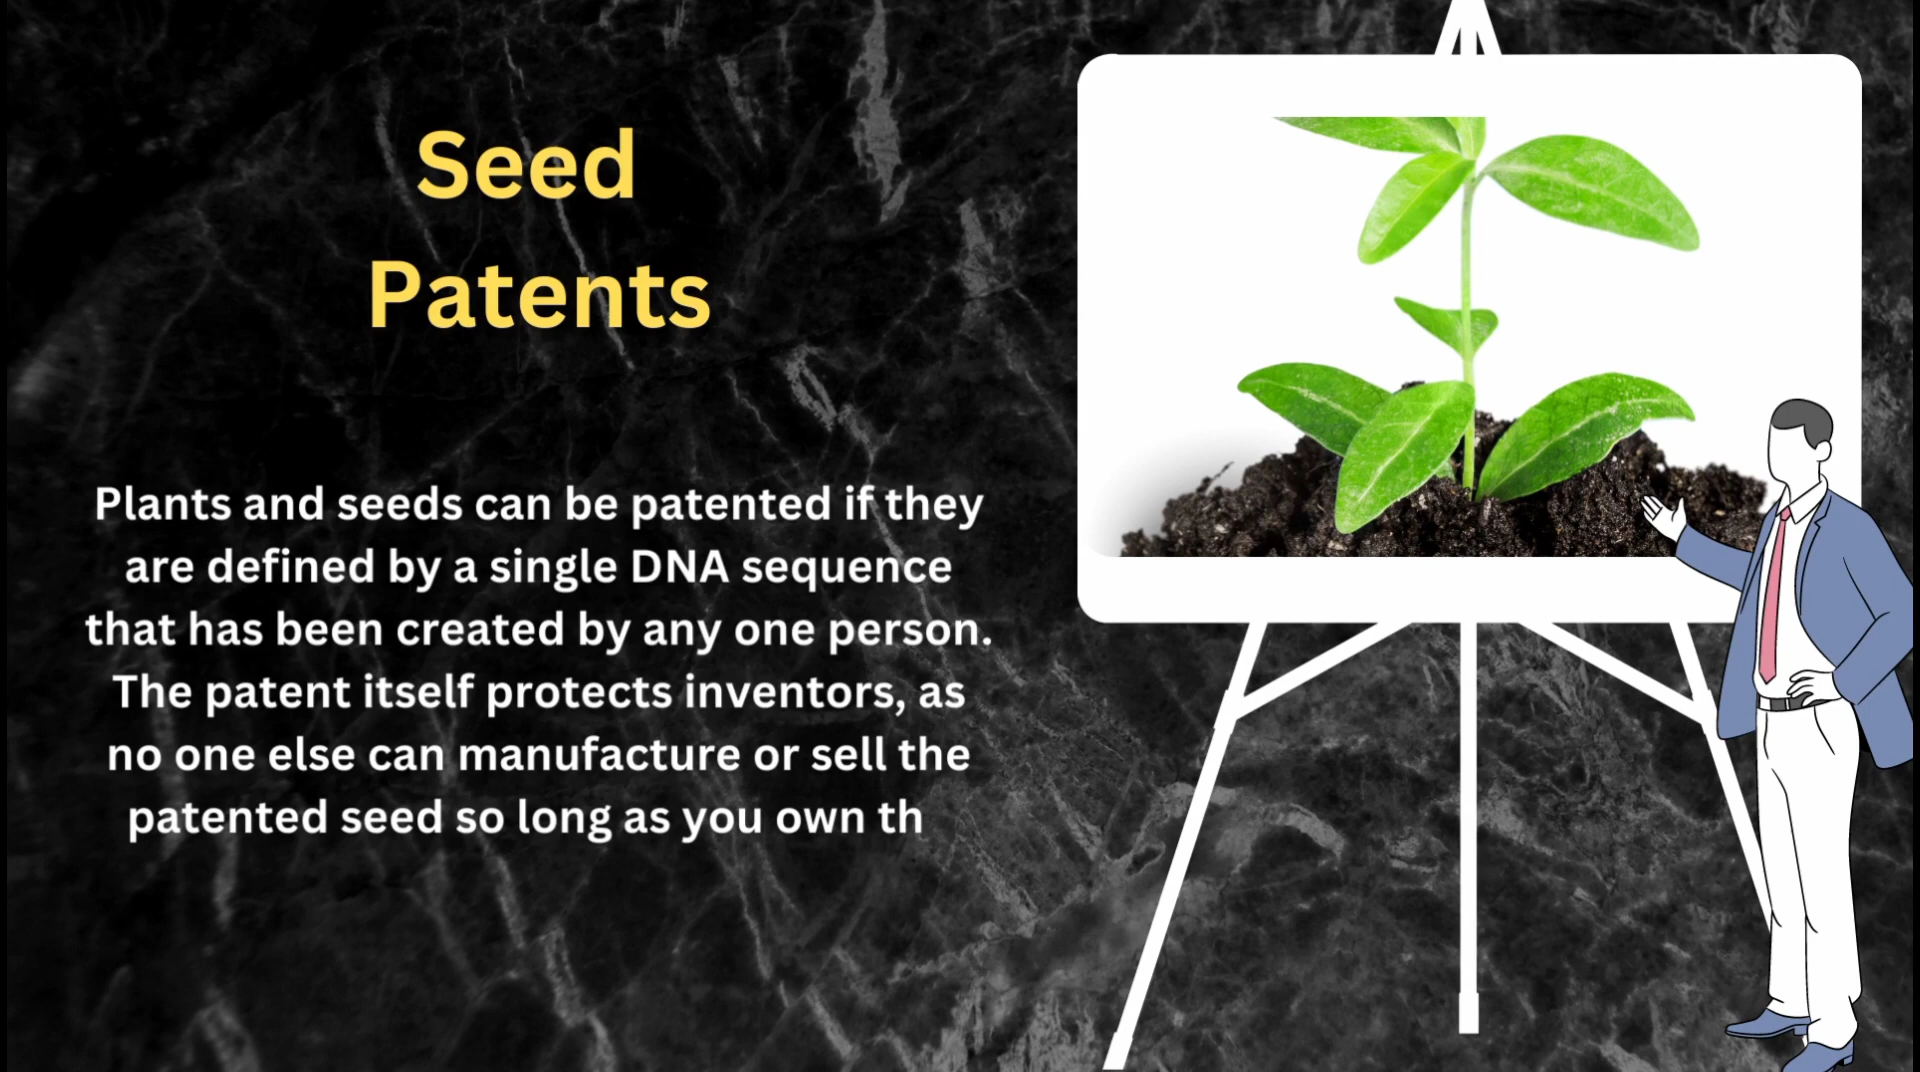 Seed
Patents
Plants and seeds can be patented if they
are defined by a single DNA sequence
that has been created by any one person.
The patent itself protects inventors, as
no one else can manufacture or sell the
patented seed so long as you own th